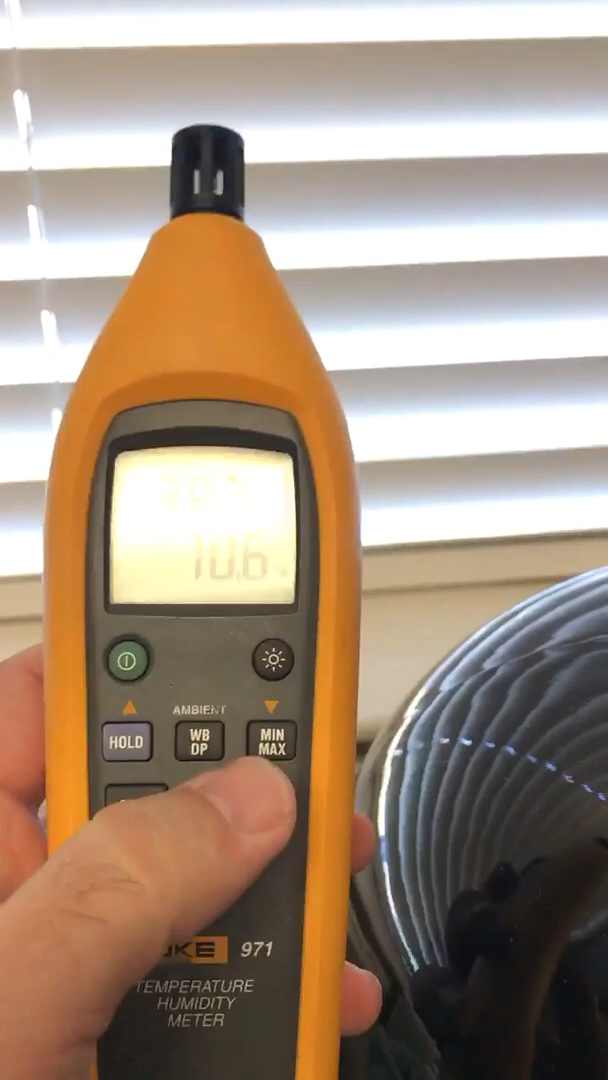 10.6
AMBIENT
HOLD
WB
DP
MIN
MAX
971
TEMPERATURE
HUMIDITY
METER